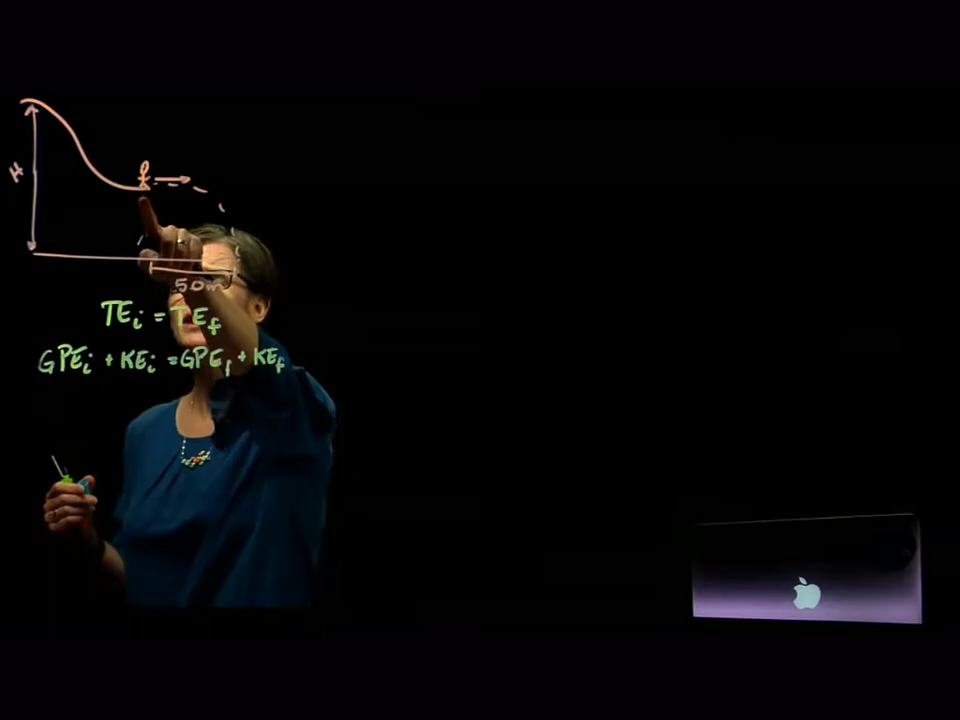 H
50m
TEi = TEf
GPEi + KEi = GPEf + KEf